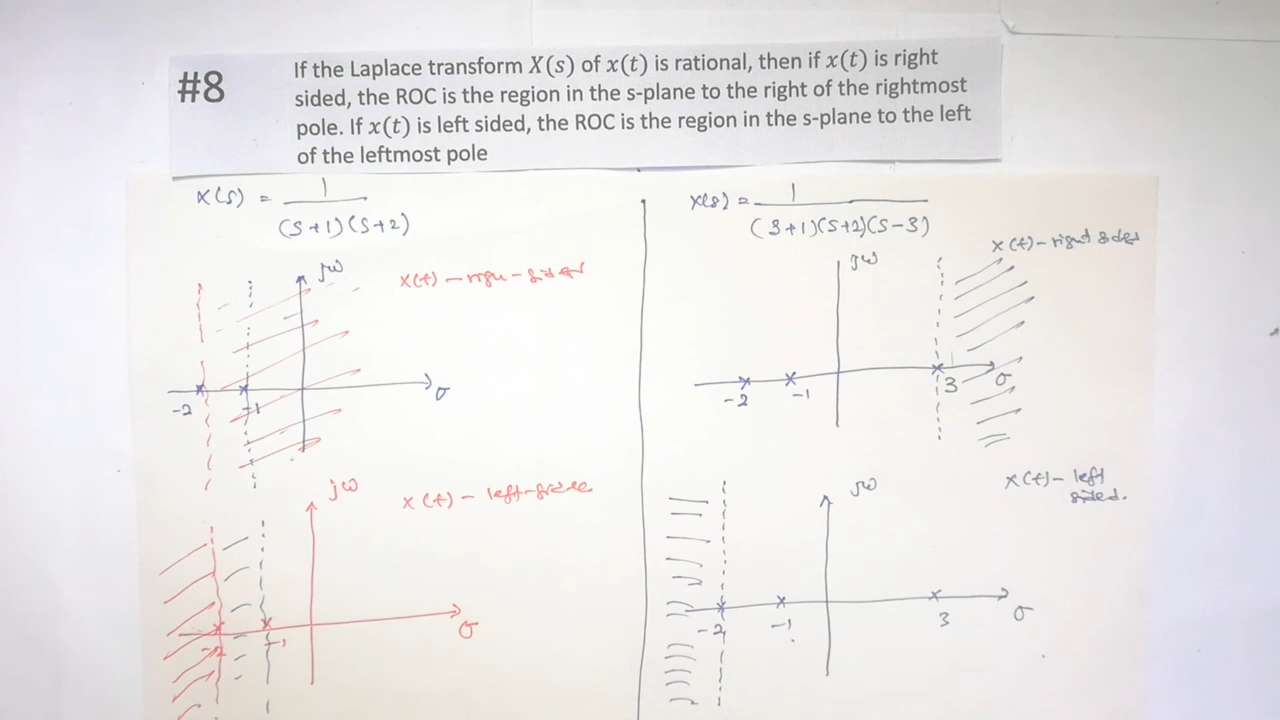 #8
If the Laplace transform X(s) of x(t) is rational, then if x(t) is right
sided, the ROC is the region in the s-plane to the right of the rightmost
pole. If x(t) is left sided, the ROC is the region in the s-plane to the left
of the leftmost pole
X(s) = 1
(s+1)(s+2)
jω
x(t) -
-2
-1
σ
jω
x(t) - left-
-2
-1
σ
X(s) = 1
(s+1)(s+2)(s-3)
jω
x(t) - right sided
-2
-1
3
σ
jω
x(t) - left
sided.
-2
-1
3
σ